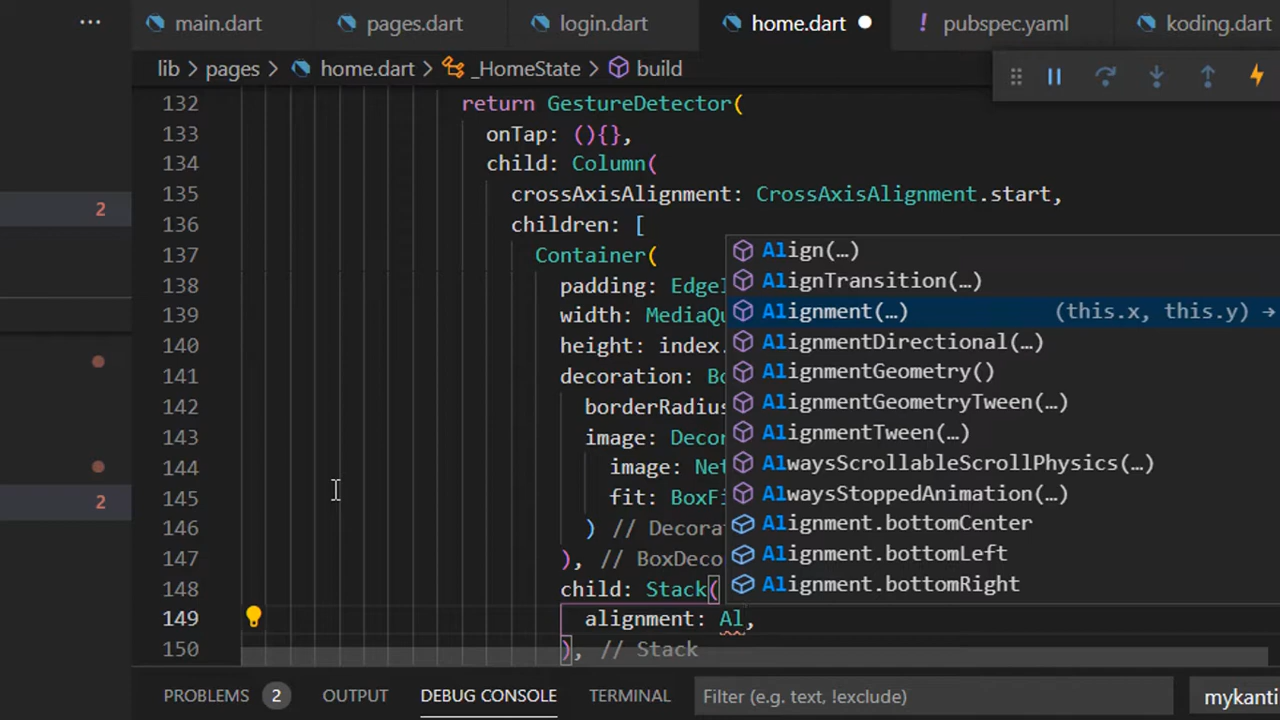 main.dart pages.dart login.dart home.dart ! pubspec.yaml koding.dart
lib > pages > home.dart > _HomeState > build
132 return GestureDetector(
133 onTap: (){},
134 child: Column(
135 crossAxisAlignment: CrossAxisAlignment.start,
136 children: [
137 Container(
138 padding: EdgeI
139 width: MediaQu
140 height: index.
141 decoration: Bo
142 borderRadius
143 image: Decor
144 image: Net
145 fit: BoxFi
146 ) // Decorat
147 ), // BoxDeco
148 child: Stack(
149 alignment: Al,
150 ), // Stack
Align(…)
AlignTransition(…)
Alignment(…) (this.x, this.y) →
AlignmentDirectional(…)
AlignmentGeometry()
AlignmentGeometryTween(…)
AlignmentTween(…)
AlwaysScrollableScrollPhysics(…)
AlwaysStoppedAnimation(…)
Alignment.bottomCenter
Alignment.bottomLeft
Alignment.bottomRight
2
2
PROBLEMS 2 OUTPUT DEBUG CONSOLE TERMINAL Filter (e.g. text, !exclude) mykanti